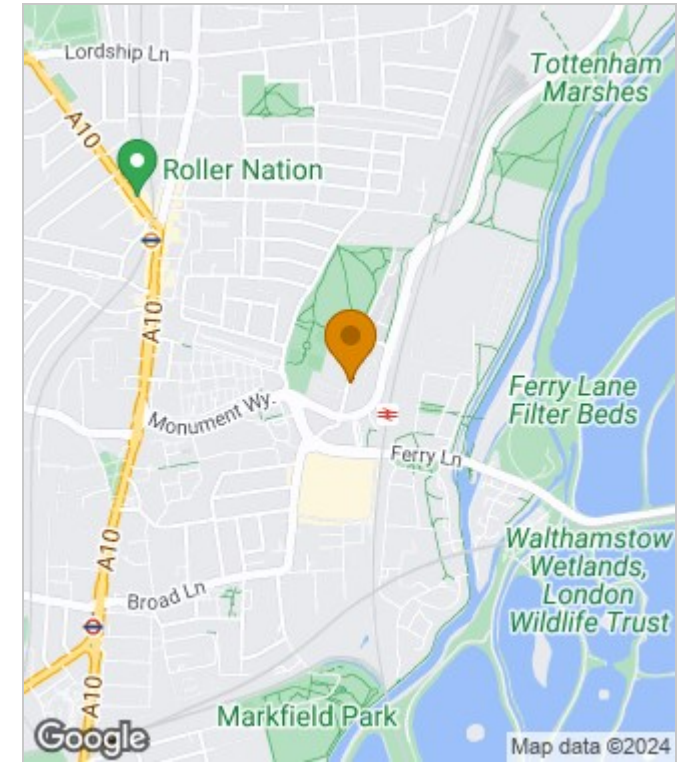 Lordship Ln
Tottenham
Marshes
A10
Roller Nation
A10
Monument Wy.
Ferry Lane
Filter Beds
Ferry Ln
A10
Walthamstow
Wetlands,
London
Wildlife Trust
Broad Ln
A10
Markfield Park
Google
Map data ©2024